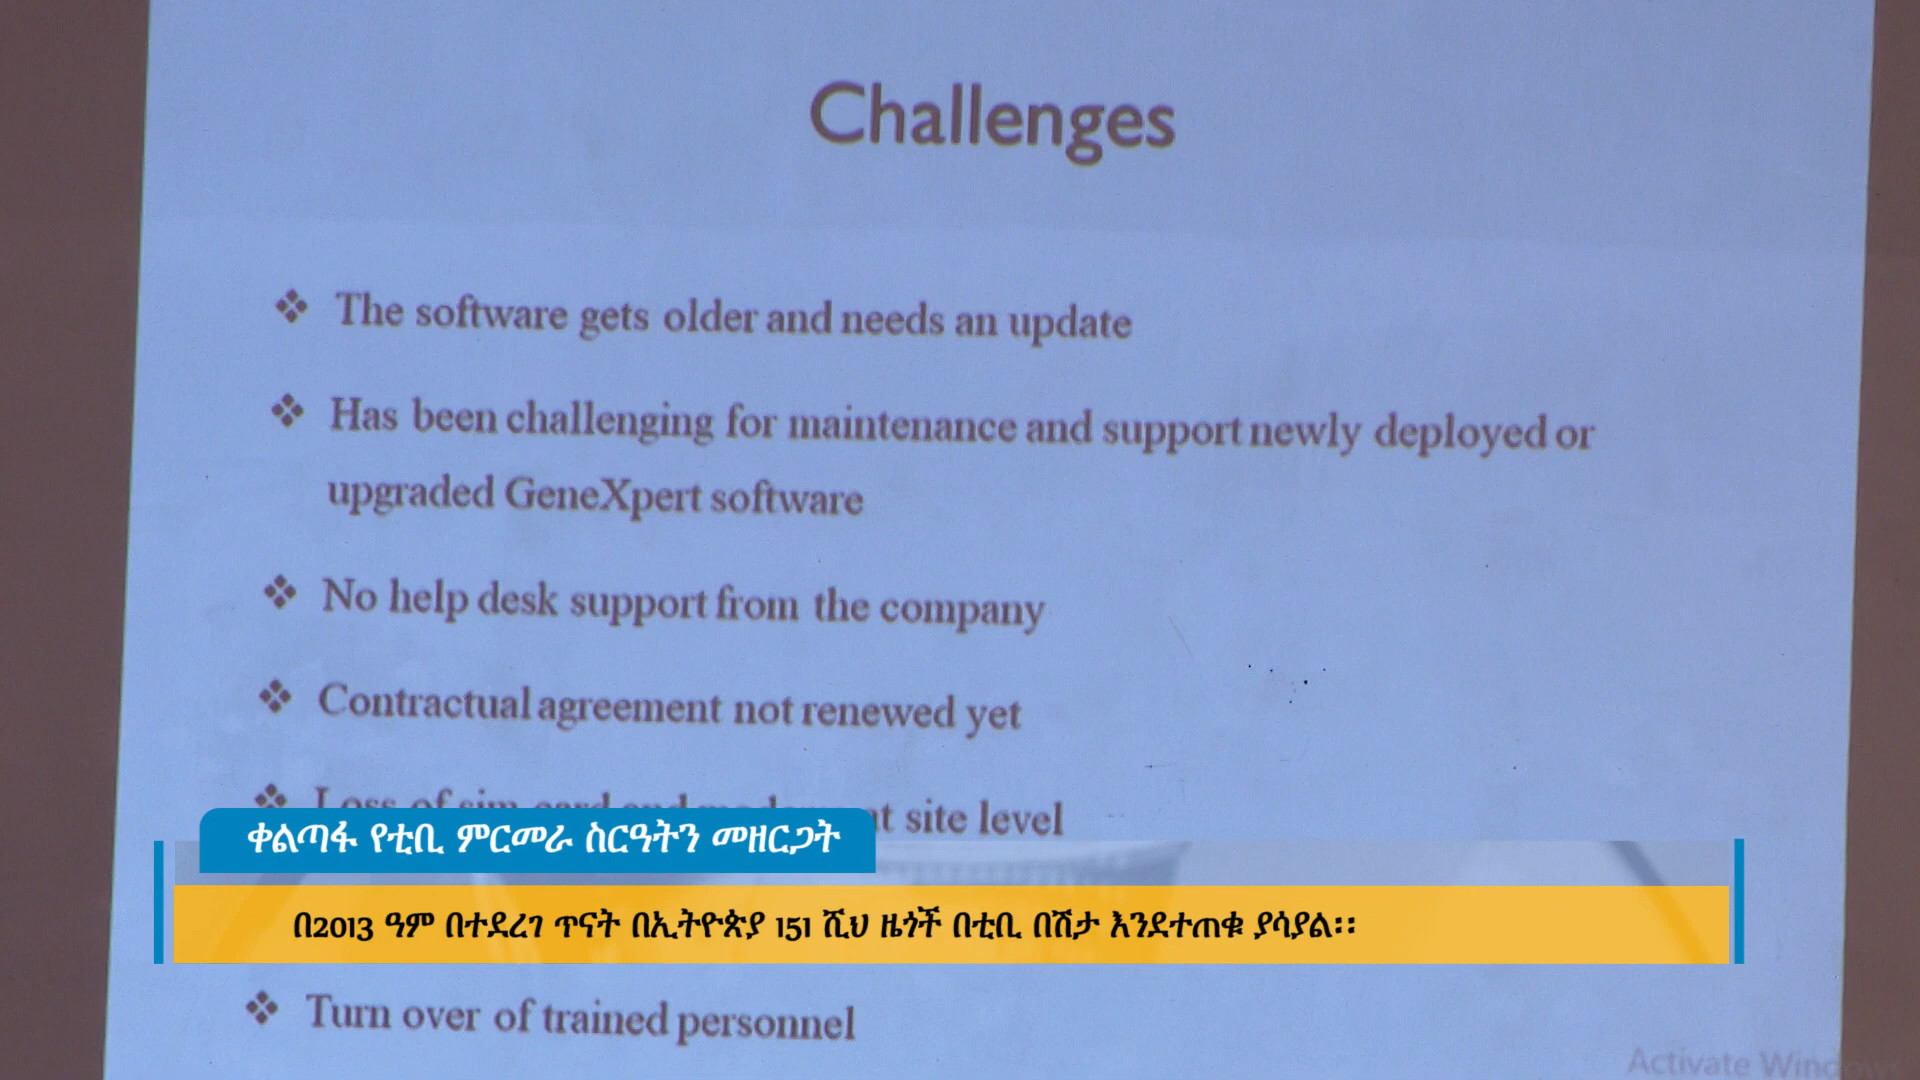 Challenges
❖ The software gets older and needs an update
❖ Has been challenging for maintenance and support newly deployed or
upgraded GeneXpert software
❖ No help desk support from the company
❖ Contractual agreement not renewed yet
❖ Loss of sim card and modem at site level
ቀልጣፋ የቲቢ ምርመራ ስርዓትን መዘርጋት
በ2013 ዓም በተደረገ ጥናት በኢትዮጵያ 151 ሺህ ዜጎች በቲቢ በሽታ እንደተጠቁ ያሳያል፡፡
❖ Turn over of trained personnel
Activate Windows